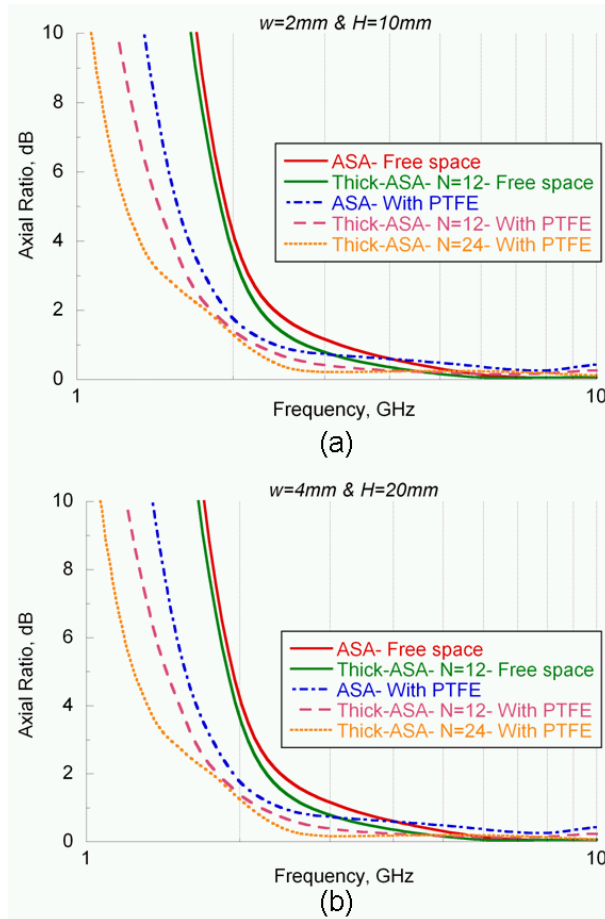 w=2mm & H=10mm
10
8
6
4
2
0
Axial Ratio, dB
ASA- Free space
Thick-ASA- N=12- Free space
ASA- With PTFE
Thick-ASA- N=12- With PTFE
Thick-ASA- N=24- With PTFE
1
10
Frequency, GHz
(a)
w=4mm & H=20mm
10
8
6
4
2
0
Axial Ratio, dB
ASA- Free space
Thick-ASA- N=12- Free space
ASA- With PTFE
Thick-ASA- N=12- With PTFE
Thick-ASA- N=24- With PTFE
1
10
Frequency, GHz
(b)